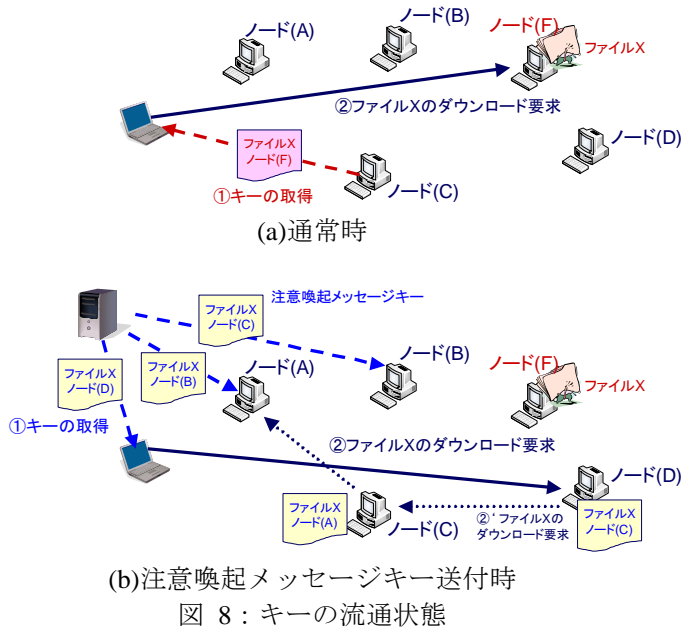 ノード(A)
ノード(B)
ノード(F)
ファイルX
②ファイルXのダウンロード要求
ノード(D)
ファイルX
ノード(F)
①キーの取得
ノード(C)
(a)通常時
注意喚起メッセージキー
ファイルX
ノード(C)
ファイルX
ノード(D)
ファイルX
ノード(B)
ノード(A)
ノード(B)
ノード(F)
ファイルX
①キーの取得
②ファイルXのダウンロード要求
ノード(D)
ファイルX
ノード(A)
ノード(C)
②‘ファイルXの
ダウンロード要求
ファイルX
ノード(C)
(b)注意喚起メッセージキー送付時
図 8：キーの流通状態